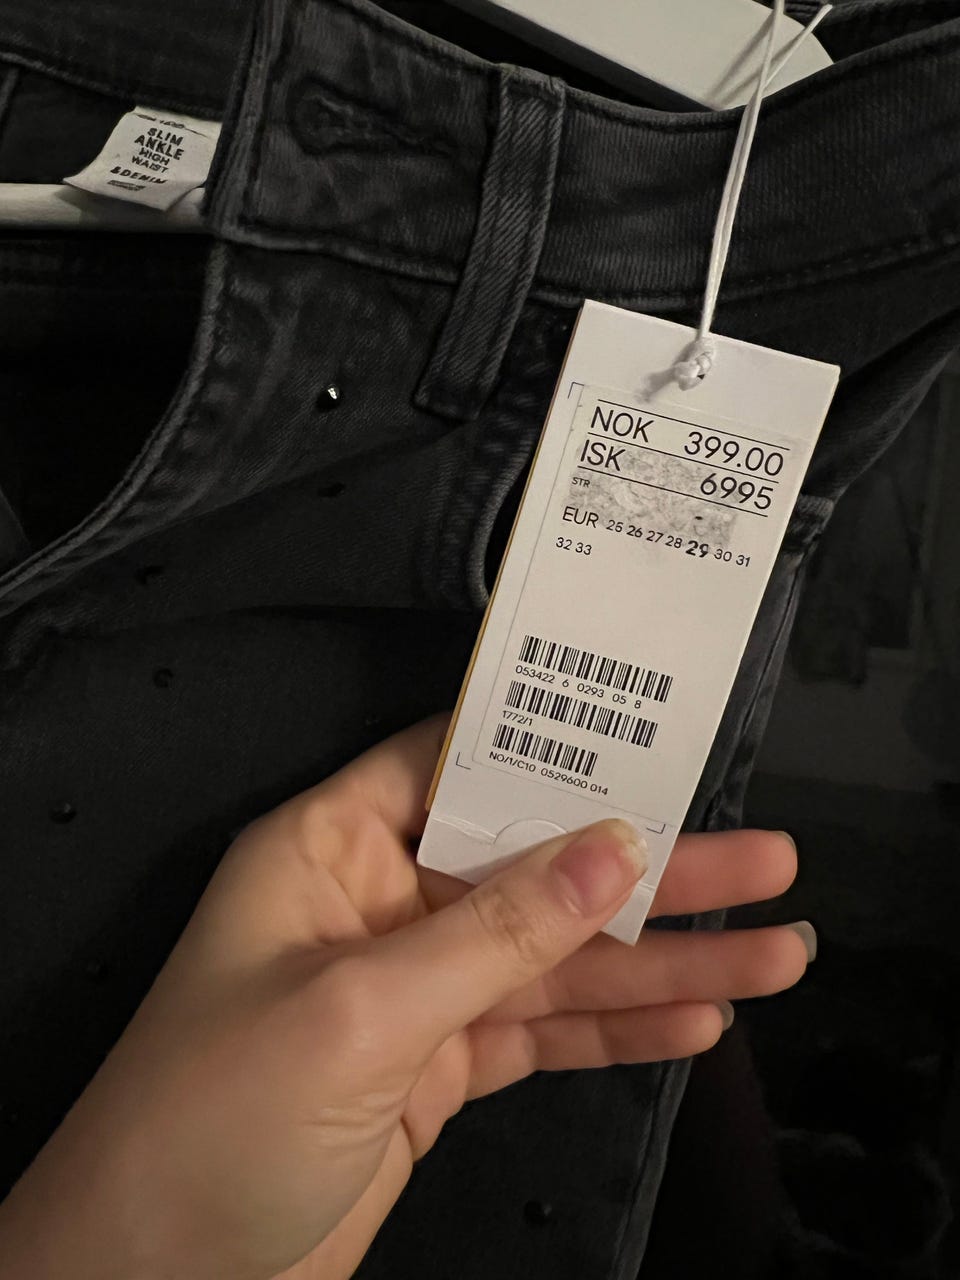 SLIM
ANKLE
HIGH
WAIST
&DENIM
NOK 399.00
ISK 6995
STR
EUR 25 26 27 28 29 30 31
32 33
053422 6 0293 05 8
1772/1
NO/1/C10 0529600 014